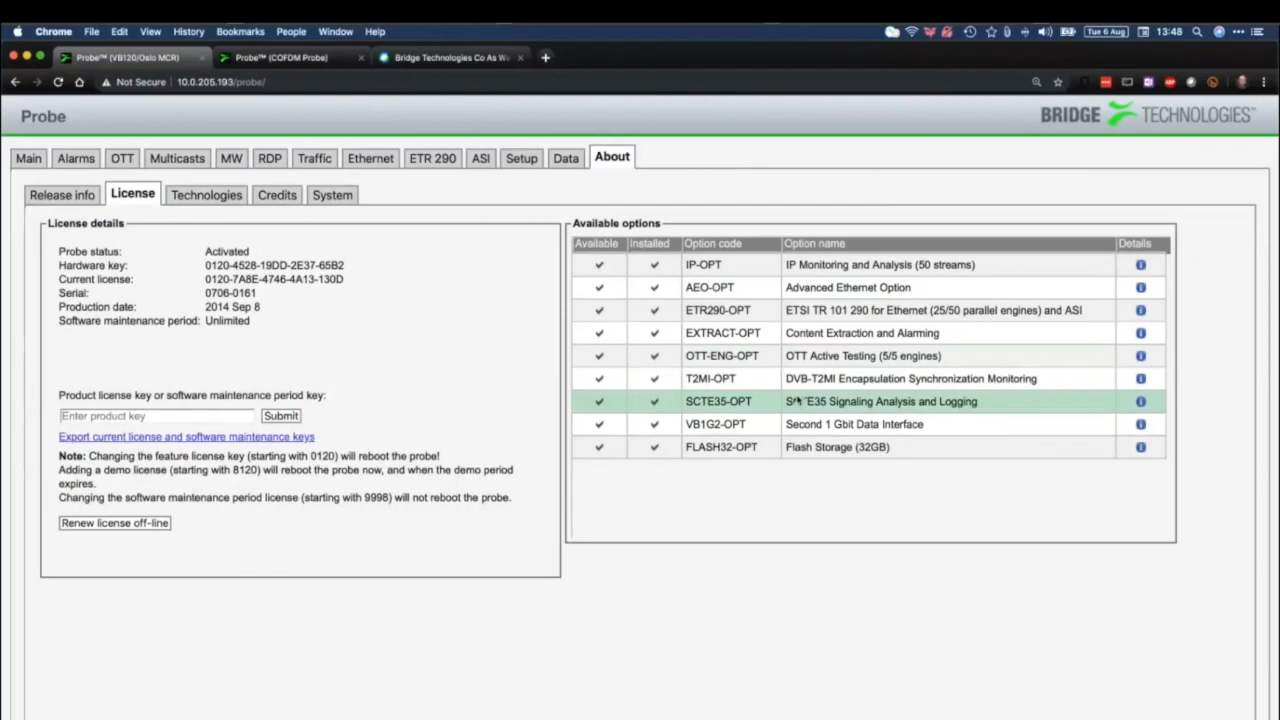 Chrome File Edit View History Bookmarks People Window Help Tue 6 Aug 13:48
Probe™ (VB120/Oslo MCR) Probe™ (COFDM Probe) Bridge Technologies Co As
Not Secure 10.0.205.193/probe/
Probe BRIDGE TECHNOLOGIES™
Main Alarms OTT Multicasts MW RDP Traffic Ethernet ETR 290 ASI Setup Data About
Release info License Technologies Credits System
License details
Probe status: Activated
Hardware key: 0120-4528-19DD-2E37-65B2
Current license: 0120-7A8E-4746-4A13-130D
Serial: 0706-0161
Production date: 2014 Sep 8
Software maintenance period: Unlimited
Product license key or software maintenance period key:
Enter product key Submit
Export current license and software maintenance keys
Note: Changing the feature license key (starting with 0120) will reboot the probe!
Adding a demo license (starting with 8120) will reboot the probe now, and when the demo period
expires.
Changing the software maintenance period license (starting with 9998) will not reboot the probe.
Renew license off-line
Available options
Available Installed Option code Option name Details
IP-OPT IP Monitoring and Analysis (50 streams)
AEO-OPT Advanced Ethernet Option
ETR290-OPT ETSI TR 101 290 for Ethernet (25/50 parallel engines) and ASI
EXTRACT-OPT Content Extraction and Alarming
OTT-ENG-OPT OTT Active Testing (5/5 engines)
T2MI-OPT DVB-T2MI Encapsulation Synchronization Monitoring
SCTE35-OPT SCTE35 Signaling Analysis and Logging
VB1G2-OPT Second 1 Gbit Data Interface
FLASH32-OPT Flash Storage (32GB)